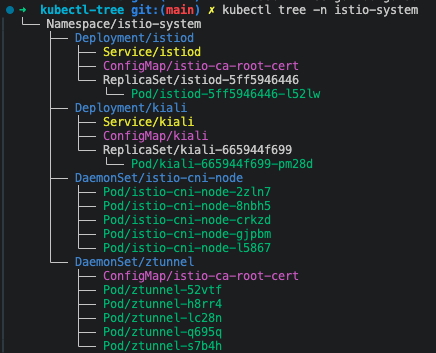 kubectl-tree git:(main) ✗ kubectl tree -n istio-system
└── Namespace/istio-system
    ├── Deployment/istiod
    │   ├── Service/istiod
    │   ├── ConfigMap/istio-ca-root-cert
    │   └── ReplicaSet/istiod-5ff5946446
    │       └── Pod/istiod-5ff5946446-l52lw
    ├── Deployment/kiali
    │   ├── Service/kiali
    │   ├── ConfigMap/kiali
    │   └── ReplicaSet/kiali-665944f699
    │       └── Pod/kiali-665944f699-pm28d
    ├── DaemonSet/istio-cni-node
    │   ├── Pod/istio-cni-node-2zln7
    │   ├── Pod/istio-cni-node-8nbh5
    │   ├── Pod/istio-cni-node-crkzd
    │   ├── Pod/istio-cni-node-gjpbm
    │   └── Pod/istio-cni-node-l5867
    └── DaemonSet/ztunnel
        ├── ConfigMap/istio-ca-root-cert
        ├── Pod/ztunnel-52vtf
        ├── Pod/ztunnel-h8rr4
        ├── Pod/ztunnel-lc28n
        ├── Pod/ztunnel-q695q
        └── Pod/ztunnel-s7b4h